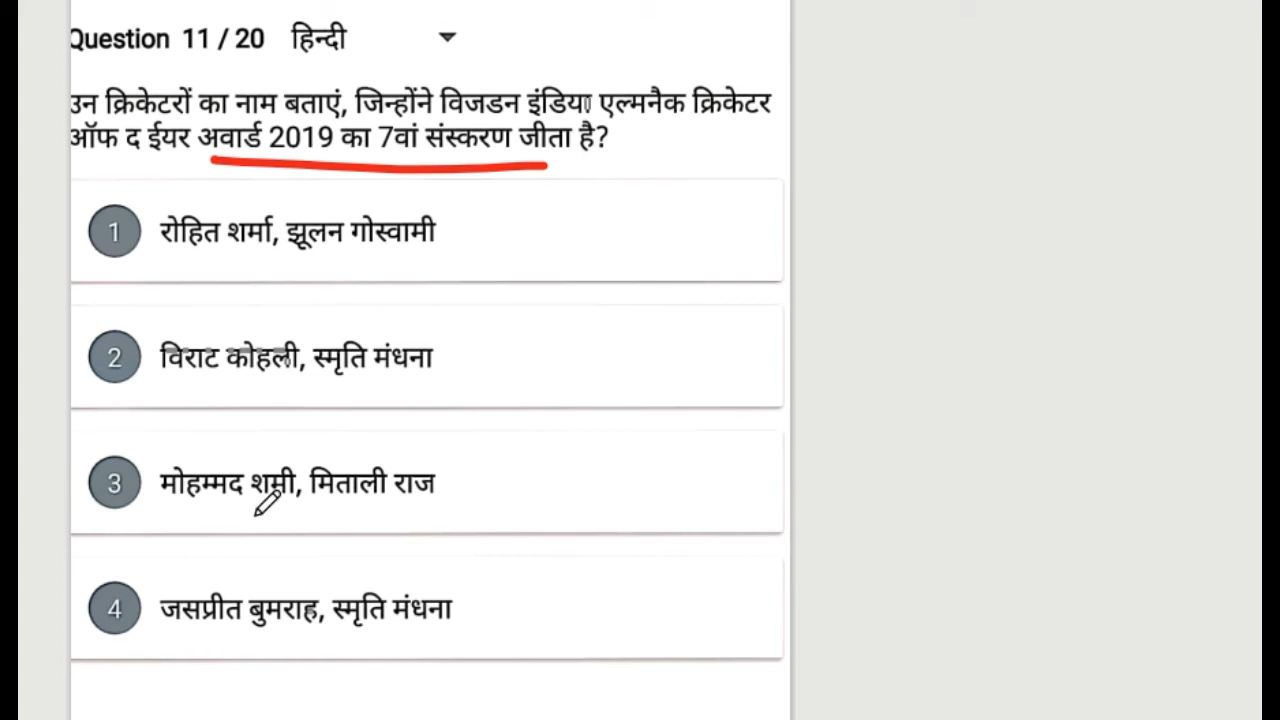 Question 11 / 20 हिन्दी
उन क्रिकेटरों का नाम बताएं, जिन्होंने विजडन इंडिया एल्मनैक क्रिकेटर
ऑफ द ईयर अवार्ड 2019 का 7वां संस्करण जीता है?
1 रोहित शर्मा, झूलन गोस्वामी
2 विराट कोहली, स्मृति मंधना
3 मोहम्मद शमी, मिताली राज
4 जसप्रीत बुमराह, स्मृति मंधना